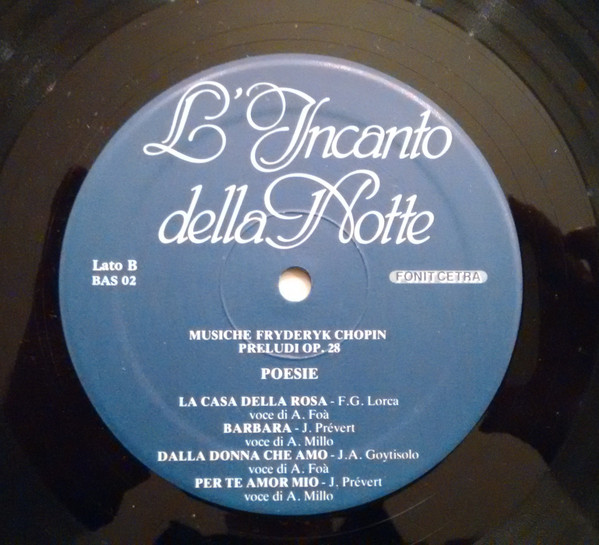 L'Incanto
della Notte
Lato B
BAS 02
FONIT CETRA
MUSICHE FRYDERYK CHOPIN
PRELUDI OP. 28
POESIE
LA CASA DELLA ROSA - F.G. Lorca
voce di A. Foà
BARBARA - J. Prévert
voce di A. Millo
DALLA DONNA CHE AMO - J.A. Goytisolo
voce di A. Foà
PER TE AMOR MIO - J. Prévert
voce di A. Millo